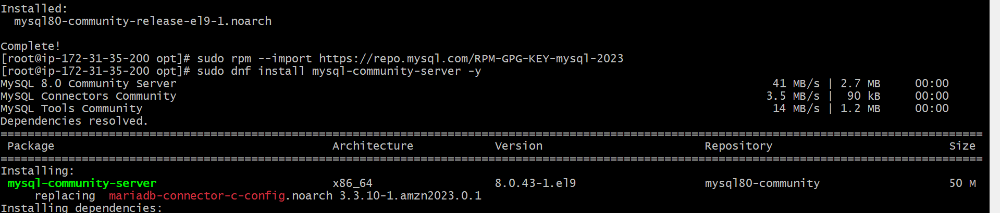 Installed:
  mysql80-community-release-el9-1.noarch
Complete!
[root@ip-172-31-35-200 opt]# sudo rpm --import https://repo.mysql.com/RPM-GPG-KEY-mysql-2023
[root@ip-172-31-35-200 opt]# sudo dnf install mysql-community-server -y
MySQL 8.0 Community Server 41 MB/s | 2.7 MB 00:00
MySQL Connectors Community 3.5 MB/s | 90 kB 00:00
MySQL Tools Community 14 MB/s | 1.2 MB 00:00
Dependencies resolved.
================================================================================================================================================
 Package Architecture Version Repository Size
================================================================================================================================================
Installing:
 mysql-community-server x86_64 8.0.43-1.el9 mysql80-community 50 M
     replacing  mariadb-connector-c-config.noarch 3.3.10-1.amzn2023.0.1
Installing dependencies: